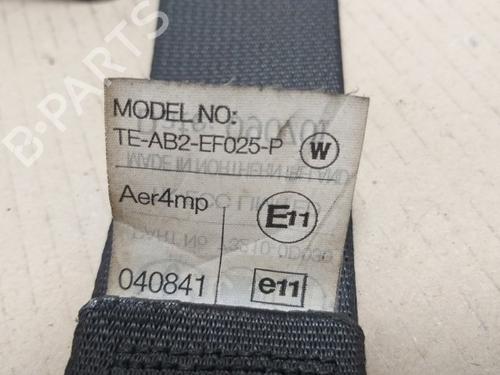 MODEL NO:
TE-AB2-EF025-P W
Aer4mp E11
040841 e11
B-PARTS